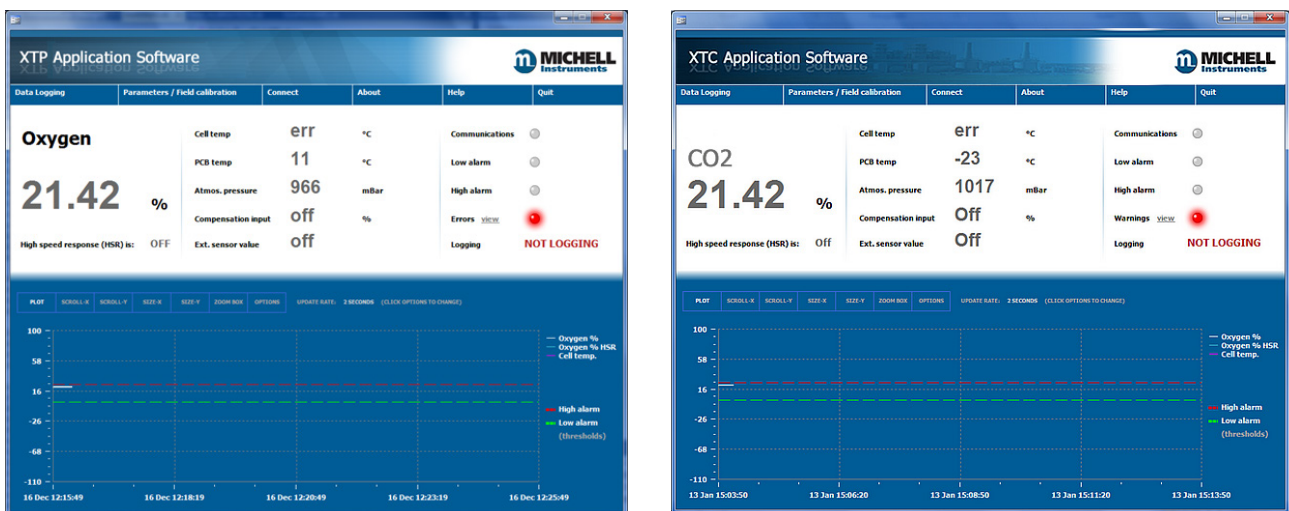 XTP Application Software
MICHELL
Instruments
Data Logging Parameters / Field calibration Connect About Help Quit
Oxygen
21.42 %
High speed response (HSR) is: OFF
Cell temp err °C
PCB temp 11 °C
Atmos. pressure 966 mBar
Compensation input off %
Ext. sensor value off
Communications
Low alarm
High alarm
Errors view
Logging NOT LOGGING
PLOT SCROLL-X SCROLL-Y SIZE-X SIZE-Y ZOOM BOX OPTIONS UPDATE RATE: 2 SECONDS (CLICK OPTIONS TO CHANGE)
100
58
16
-26
-68
-110
16 Dec 12:15:49 16 Dec 12:18:19 16 Dec 12:20:49 16 Dec 12:23:19 16 Dec 12:25:49
Oxygen %
Oxygen % HSR
Cell temp.
High alarm
Low alarm
(thresholds)
XTC Application Software
MICHELL
Instruments
Data Logging Parameters / Field calibration Connect About Help Quit
CO2
21.42 %
High speed response (HSR) is: Off
Cell temp err °C
PCB temp -23 °C
Atmos. pressure 1017 mBar
Compensation input Off %
Ext. sensor value Off
Communications
Low alarm
High alarm
Warnings view
Logging NOT LOGGING
PLOT SCROLL-X SCROLL-Y SIZE-X SIZE-Y ZOOM BOX OPTIONS UPDATE RATE: 2 SECONDS (CLICK OPTIONS TO CHANGE)
100
58
16
-26
-68
-110
13 Jan 15:03:50 13 Jan 15:06:20 13 Jan 15:08:50 13 Jan 15:11:20 13 Jan 15:13:50
Oxygen %
Oxygen % HSR
Cell temp.
High alarm
Low alarm
(thresholds)